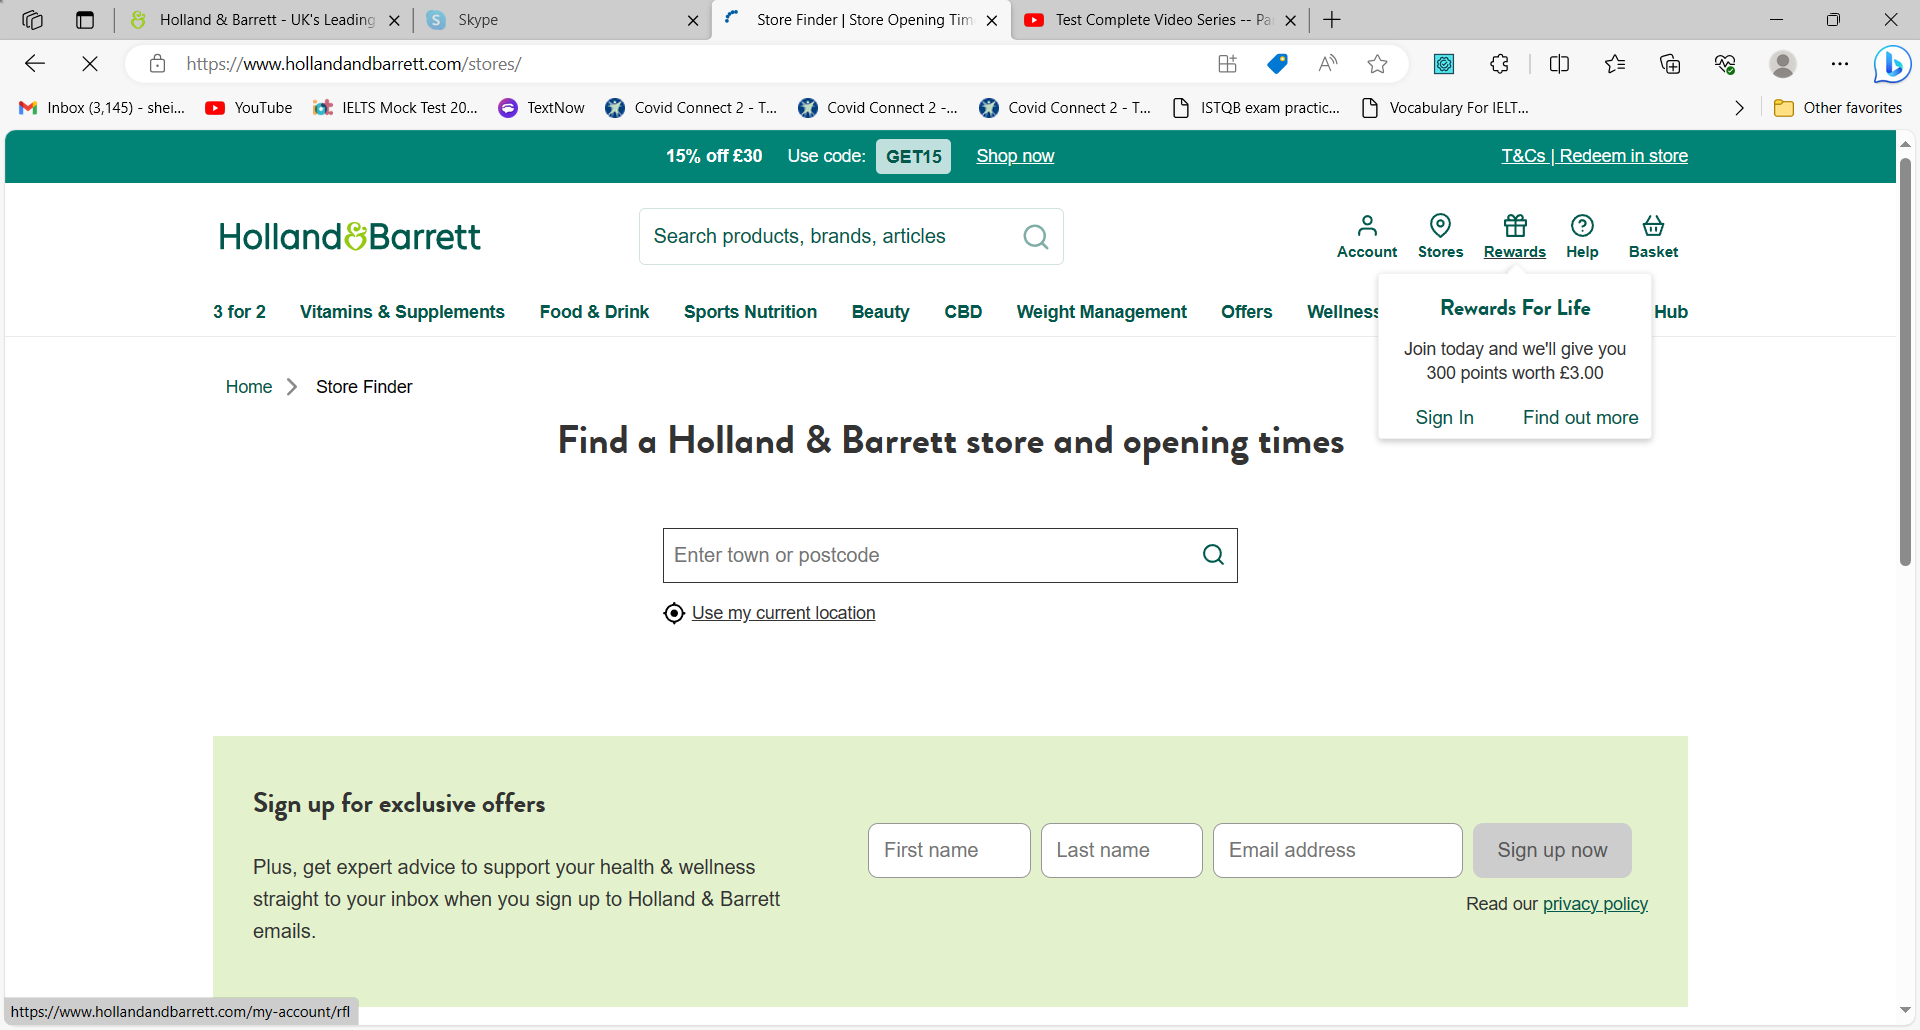 Holland & Barrett - UK's Leading
Skype
Store Finder | Store Opening Tim
Test Complete Video Series -- Pa
https://www.hollandandbarrett.com/stores/
Inbox (3,145) - shei...
YouTube
IELTS Mock Test 20...
TextNow
Covid Connect 2 - T...
Covid Connect 2 -...
Covid Connect 2 - T...
ISTQB exam practic...
Vocabulary For IELT...
Other favorites
15% off £30 Use code: GET15 Shop now
T&Cs | Redeem in store
Holland&Barrett
Search products, brands, articles
Account
Stores
Rewards
Help
Basket
3 for 2
Vitamins & Supplements
Food & Drink
Sports Nutrition
Beauty
CBD
Weight Management
Offers
Wellness
Hub
Rewards For Life
Join today and we'll give you
300 points worth £3.00
Sign In
Find out more
Home > Store Finder
Find a Holland & Barrett store and opening times
Enter town or postcode
Use my current location
Sign up for exclusive offers
Plus, get expert advice to support your health & wellness
straight to your inbox when you sign up to Holland & Barrett
emails.
First name
Last name
Email address
Sign up now
Read our privacy policy
https://www.hollandandbarrett.com/my-account/rfl